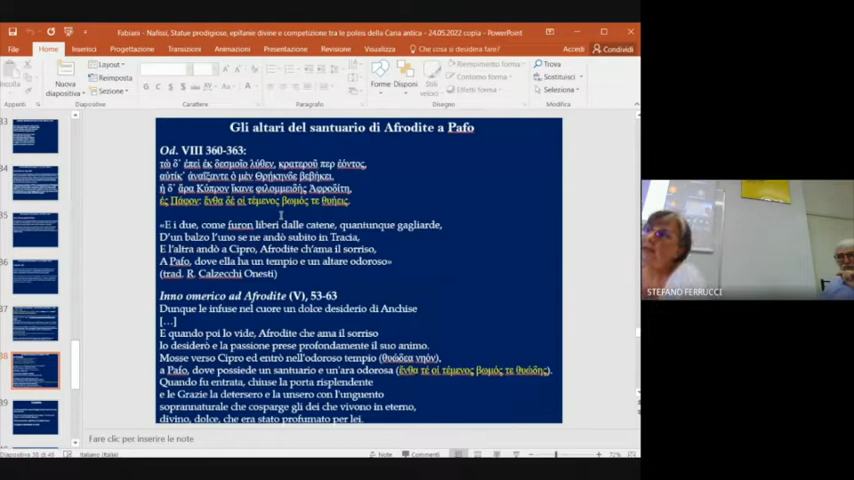 Fabiani - Nafissi, Statue prodigiose, epifanie divine e competizione tra le poleis della Caria antica - 24.05.2022 copia - PowerPoint
File Home Inserisci Progettazione Transizioni Animazioni Presentazione Revisione Visualizza Che cosa si desidera fare? Accedi Condividi
Layout
Reimposta
Sezione
Nuova
diapositiva
Forme
Disponi
Stili
veloci
Riempimento forma
Contorno forma
Effetti forma
Trova
Sostituisci
Seleziona
Appunti Diapositive Carattere Paragrafo Disegno Modifica
33
34
35
36
37
38
39
Gli altari del santuario di Afrodite a Pafo
Od. VIII 360-363:
τὼ δ᾽ ἐπεὶ ἐκ δεσμοῖο λύθεν, κρατεροῦ περ ἐόντος,
αὐτίκ᾽ ἀναΐξαντε ὁ μὲν Θρῄκηνδε βεβήκει,
ἡ δ᾽ ἄρα Κύπρον ἵκανε φιλομμειδὴς Ἀφροδίτη,
ἐς Πάφον: ἔνθα δέ οἱ τέμενος βωμός τε θυήεις.
«E i due, come furon liberi dalle catene, quantunque gagliarde,
D'un balzo l'uno se ne andò subito in Tracia,
E l'altra andò a Cipro, Afrodite ch'ama il sorriso,
A Pafo, dove ella ha un tempio e un altare odoroso»
(trad. R. Calzecchi Onesti)
Inno omerico ad Afrodite (V), 53-63
Dunque le infuse nel cuore un dolce desiderio di Anchise
[…]
E quando poi lo vide, Afrodite che ama il sorriso
lo desiderò e la passione prese profondamente il suo animo.
Mosse verso Cipro ed entrò nell'odoroso tempio (θυώδεα νηόν),
a Pafo, dove possiede un santuario e un'ara odorosa (ἔνθα τέ οἱ τέμενος βωμός τε θυώδης).
Quando fu entrata, chiuse la porta risplendente
e le Grazie la detersero e la unsero con l'unguento
soprannaturale che cosparge gli dei che vivono in eterno,
divino, dolce, che era stato profumato per lei.
STEFANO FERRUCCI
Fare clic per inserire le note
Italiano (Italia) Note Commenti 72%